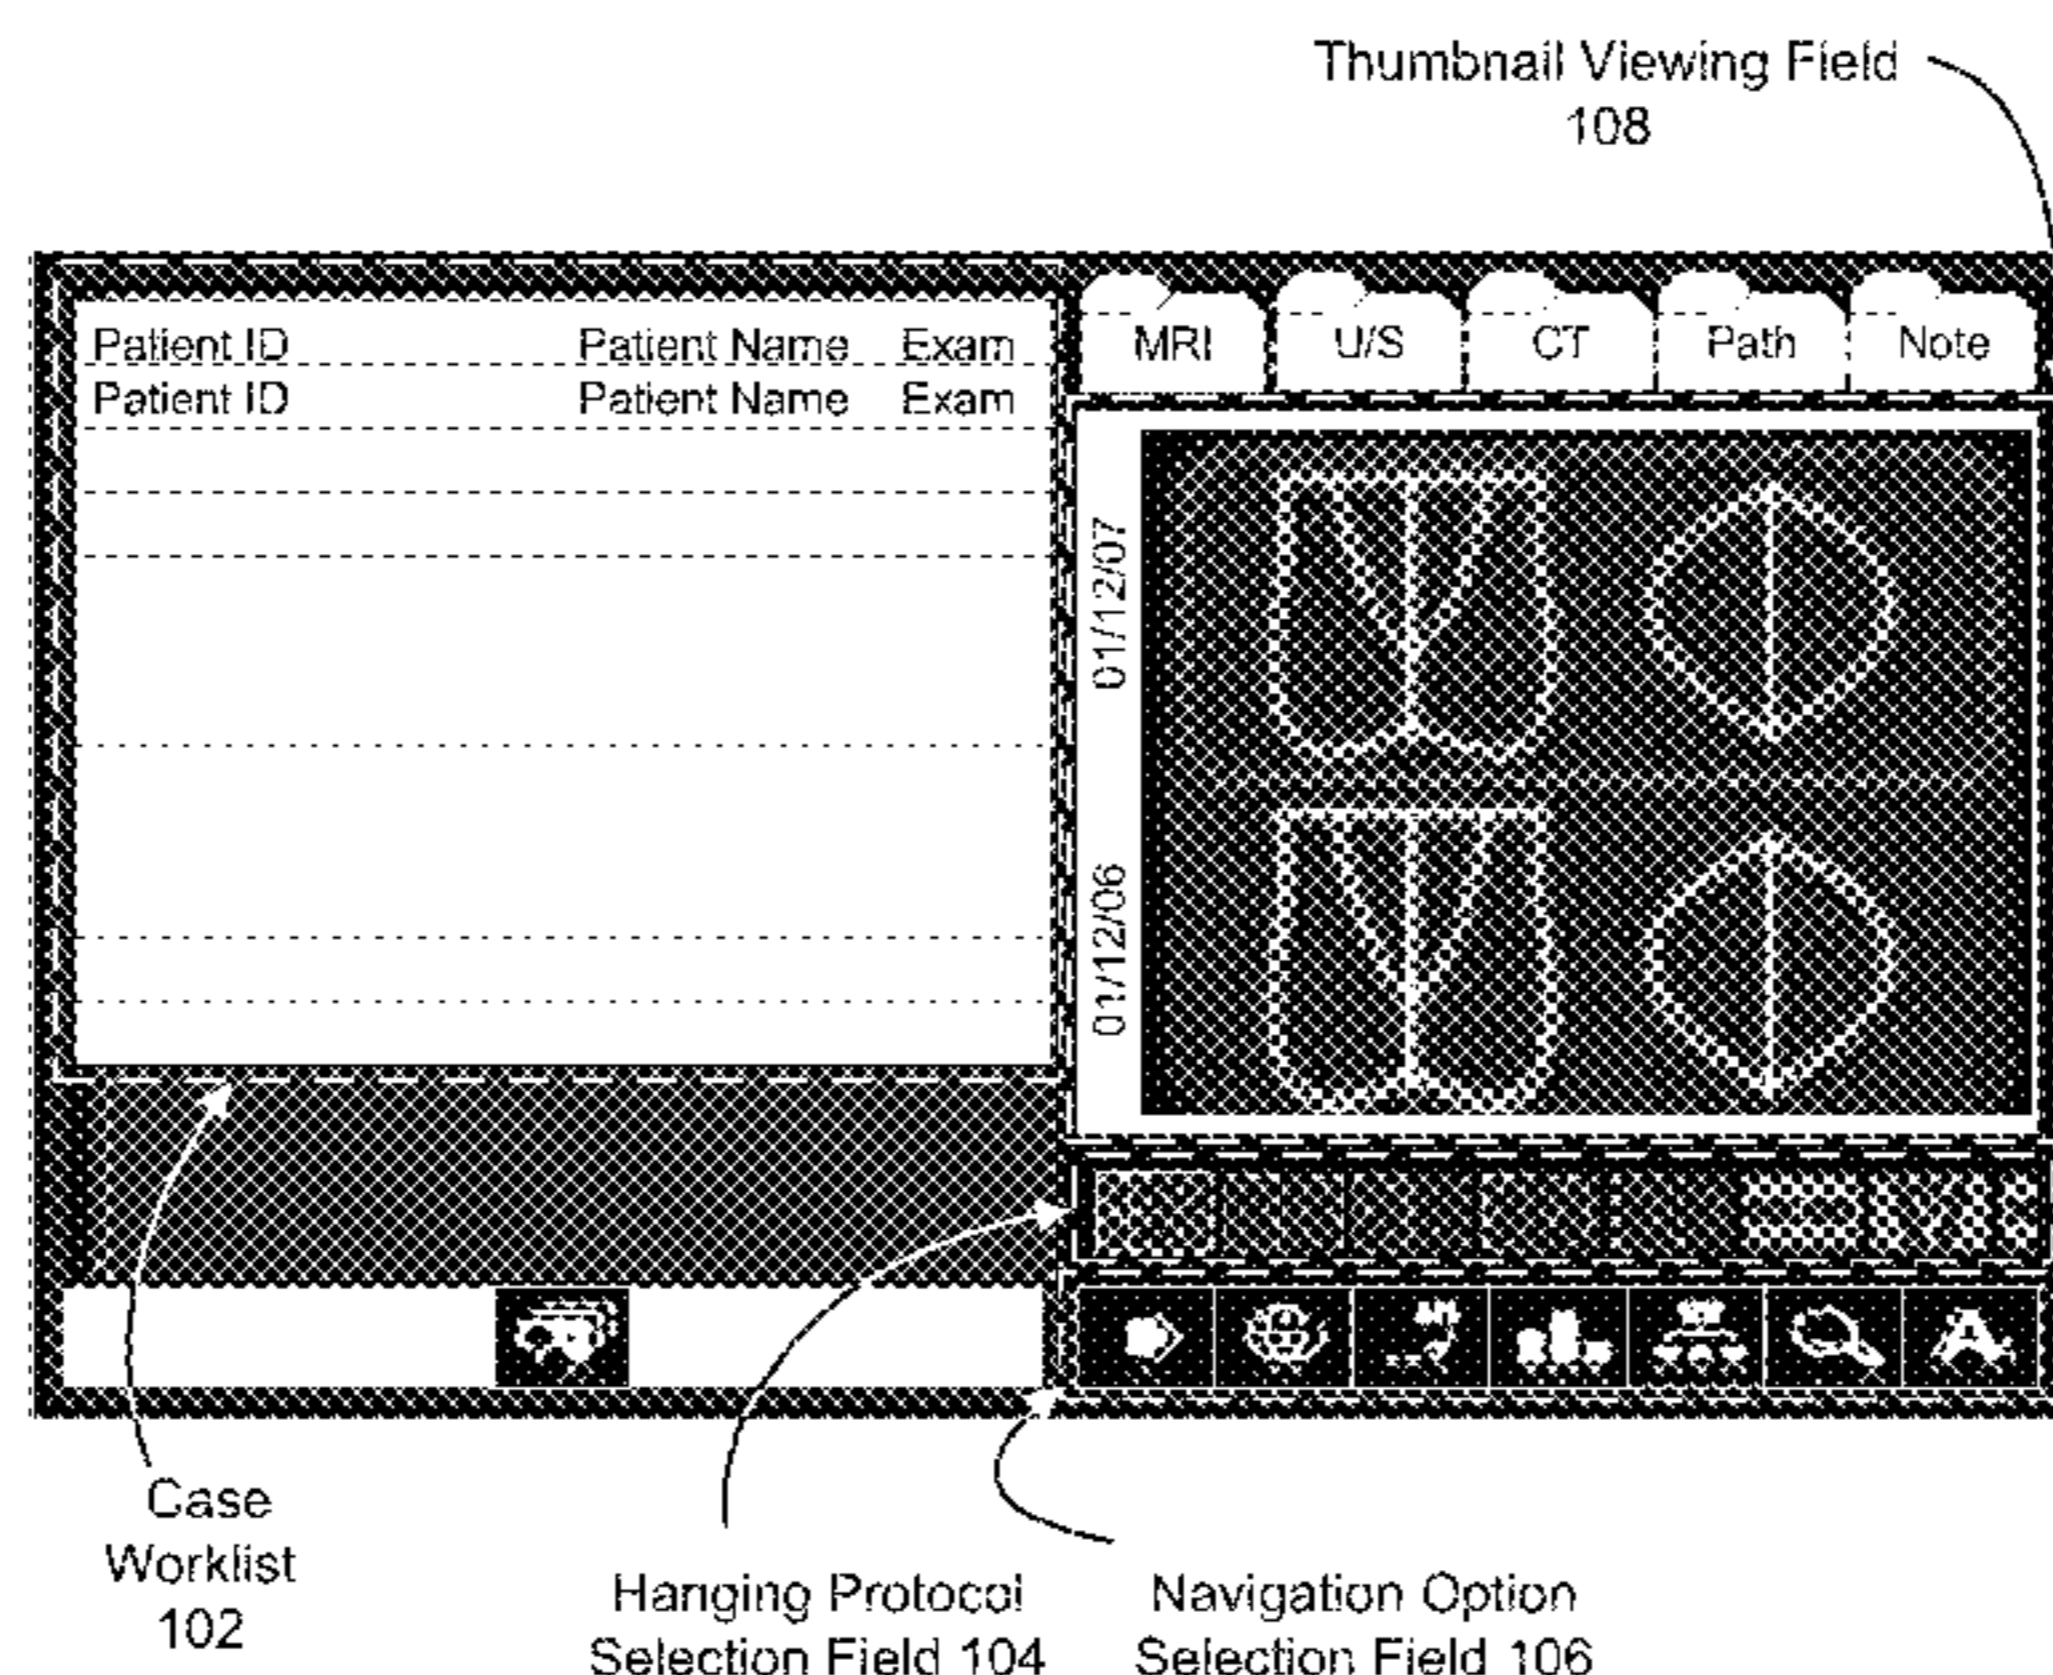 Thumbnail Viewing Field
108
Patient ID Patient Name Exam
Patient ID Patient Name Exam
MRI U/S CT Path Note
01/12/07
01/12/06
Case
Worklist
102
Hanging Protocol
Selection Field 104
Navigation Option
Selection Field 106